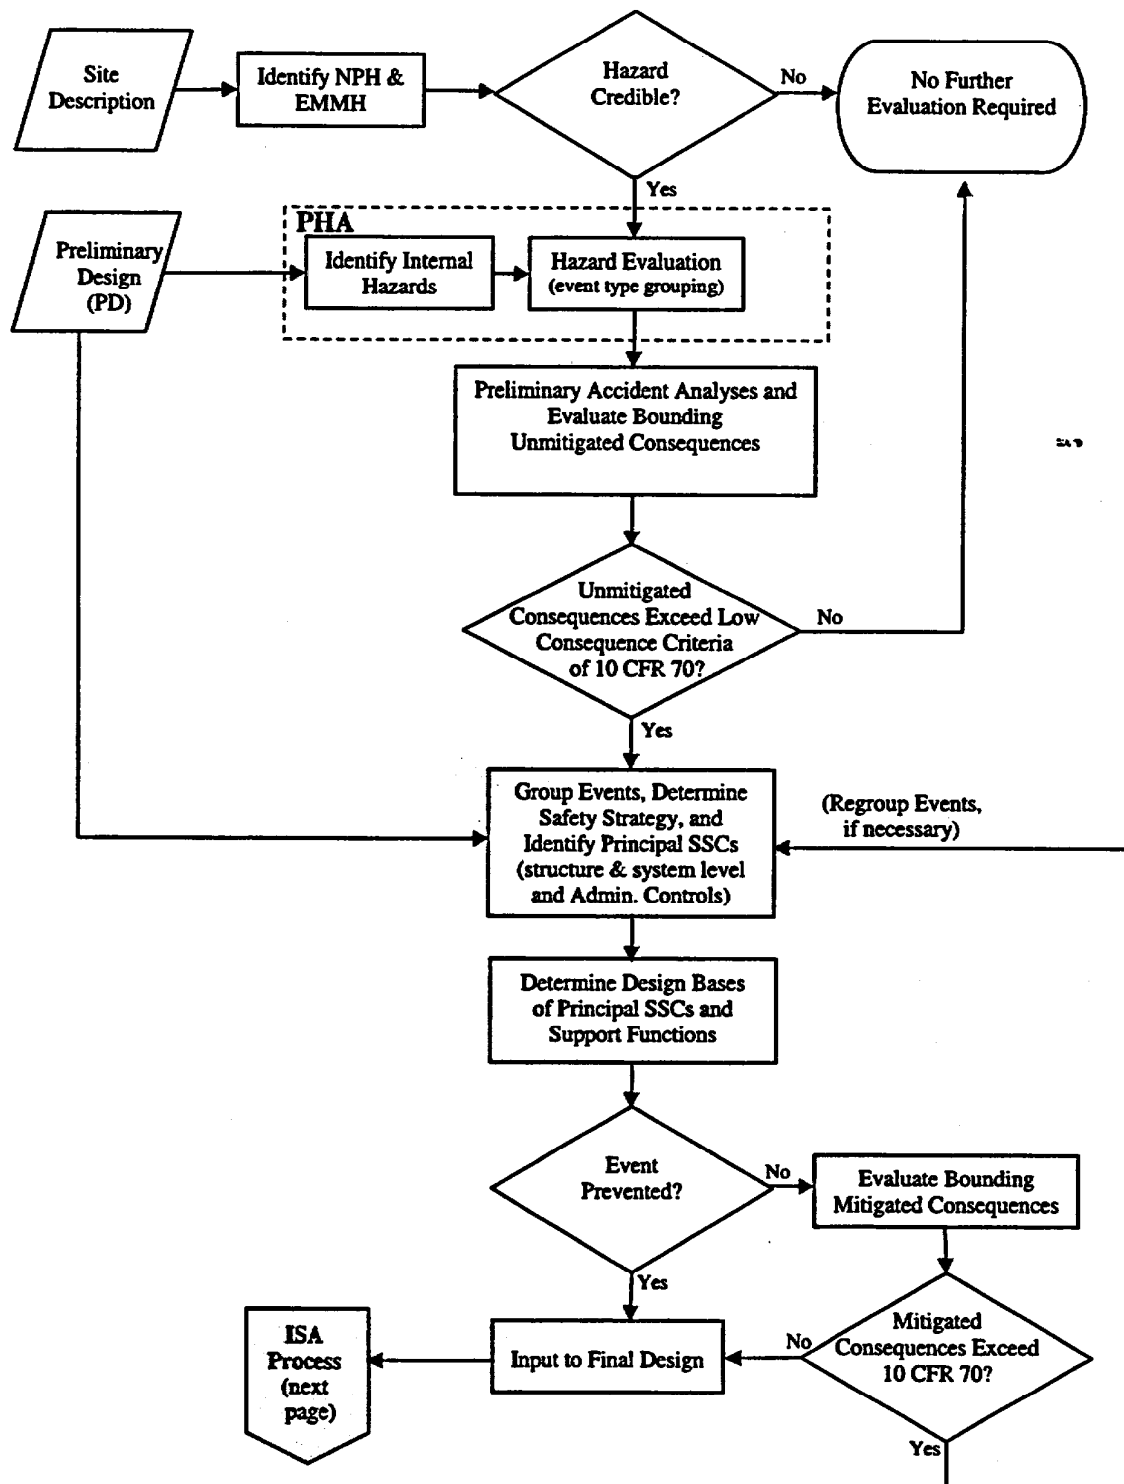 Site
Description
Identify NPH &
EMMH
Hazard
Credible?
No
No Further
Evaluation Required
Yes
PHA
Preliminary
Design
(PD)
Identify Internal
Hazards
Hazard Evaluation
(event type grouping)
Preliminary Accident Analyses and
Evaluate Bounding
Unmitigated Consequences
Unmitigated
Consequences Exceed Low
Consequence Criteria
of 10 CFR 70?
No
Yes
Group Events, Determine
Safety Strategy, and
Identify Principal SSCs
(structure & system level
and Admin. Controls)
(Regroup Events,
if necessary)
Determine Design Bases
of Principal SSCs and
Support Functions
Event
Prevented?
No
Evaluate Bounding
Mitigated Consequences
Yes
Mitigated
Consequences Exceed
10 CFR 70?
No
Input to Final Design
ISA
Process
(next
page)
Yes